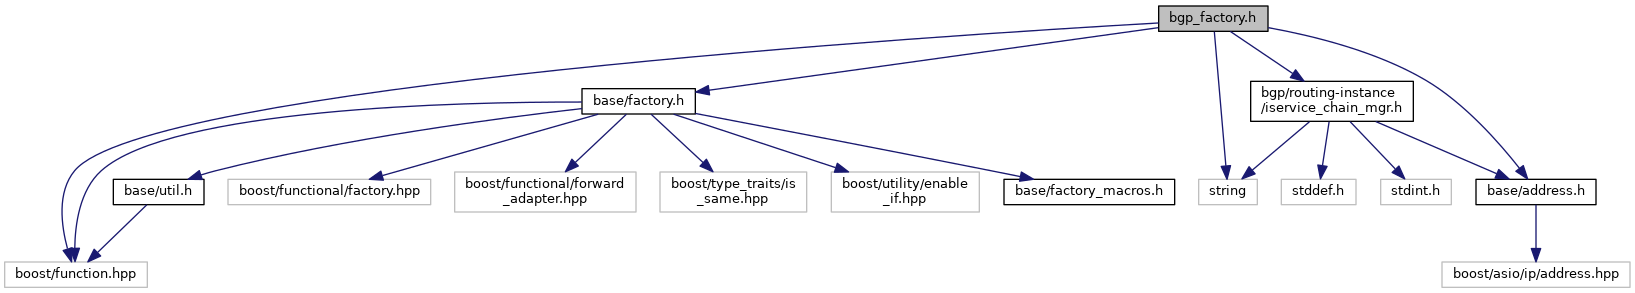 bgp_factory.h
base/factory.h
bgp/routing-instance
/iservice_chain_mgr.h
base/util.h
boost/functional/factory.hpp
boost/functional/forward
_adapter.hpp
boost/type_traits/is
_same.hpp
boost/utility/enable
_if.hpp
base/factory_macros.h
string
stddef.h
stdint.h
base/address.h
boost/function.hpp
boost/asio/ip/address.hpp